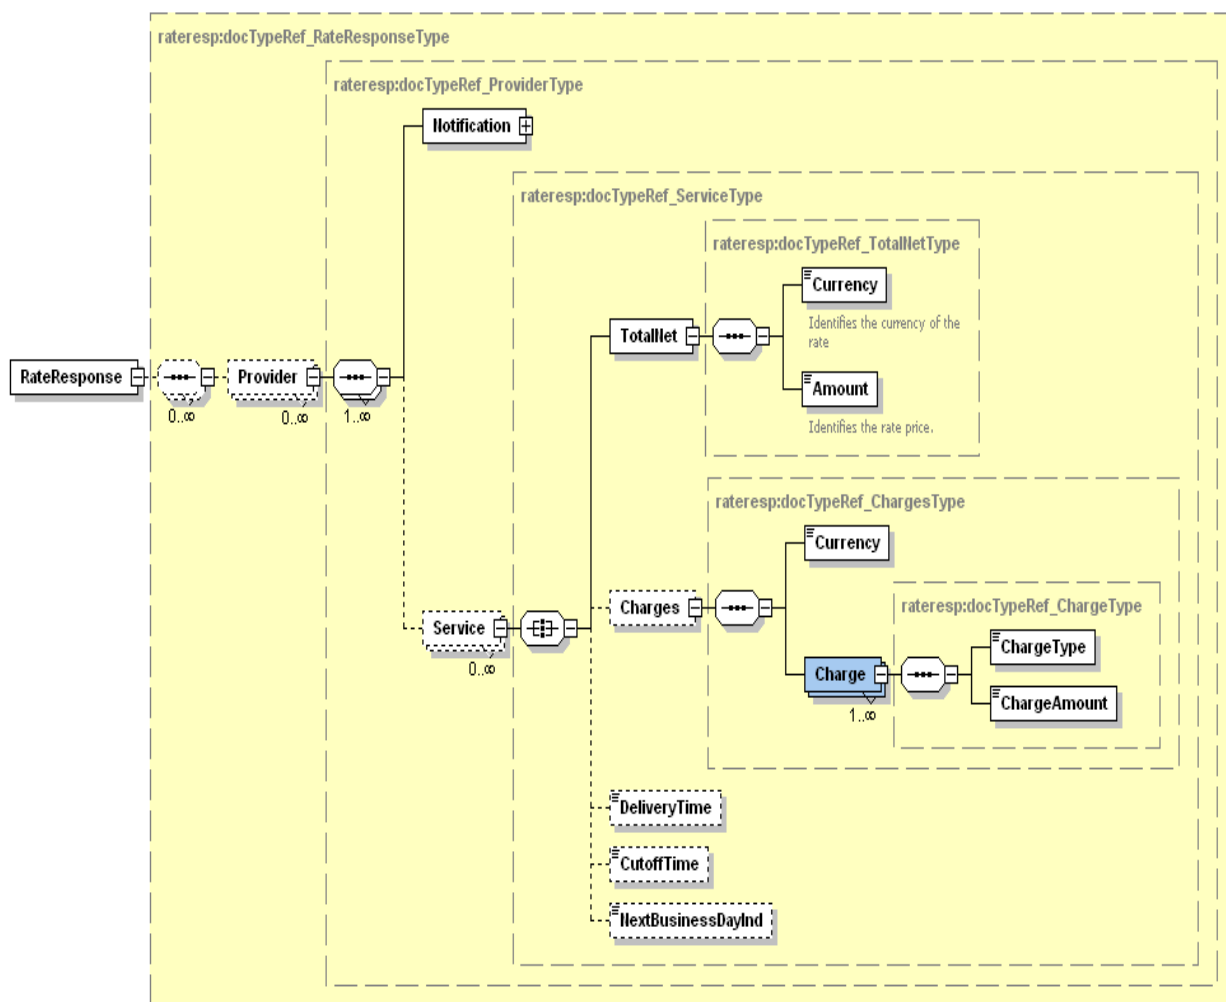 rateresp:docTypeRef_RateResponseType
rateresp:docTypeRef_ProviderType
Notification
rateresp:docTypeRef_ServiceType
rateresp:docTypeRef_TotalNetType
Currency
Identifies the currency of the
rate
TotalNet
Amount
Identifies the rate price.
RateResponse
0..∞
Provider
0..∞
1..∞
rateresp:docTypeRef_ChargesType
Currency
Charges
rateresp:docTypeRef_ChargeType
Service
0..∞
ChargeType
Charge
1..∞
ChargeAmount
DeliveryTime
CutoffTime
NextBusinessDayInd